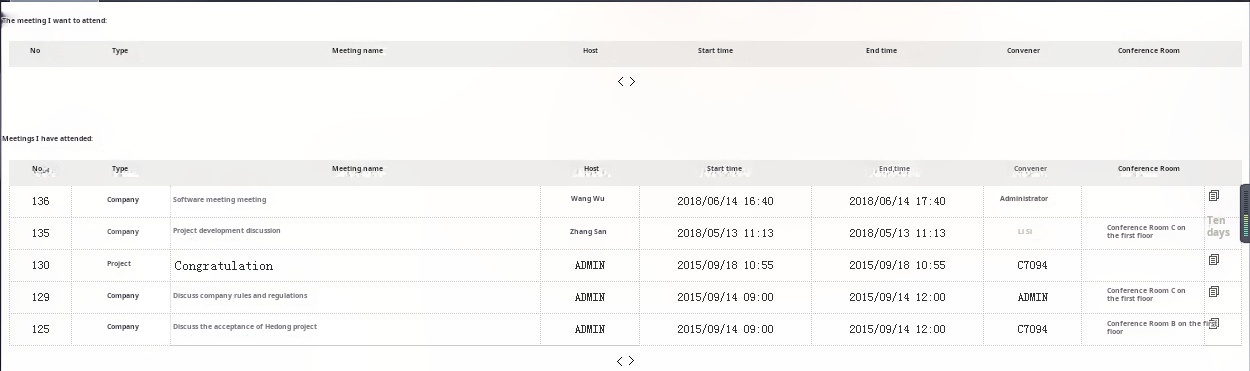 The meeting I want to attend:
No Type Meeting name Host Start time End time Convener Conference Room
< >
Meetings I have attended:
No. Type Meeting name Host Start time End time Convener Conference Room
136 Company Software meeting meeting Wang Wu 2018/06/14 16:40 2018/06/14 17:40 Administrator
135 Company Project development discussion Zhang San 2018/05/13 11:13 2018/05/13 11:13 LI SI Conference Room C on
the first floor
Ten
days
130 Project Congratulation ADMIN 2015/09/18 10:55 2015/09/18 10:55 C7094
129 Company Discuss company rules and regulations ADMIN 2015/09/14 09:00 2015/09/14 12:00 ADMIN Conference Room C on
the first floor
125 Company Discuss the acceptance of Hedong project ADMIN 2015/09/14 09:00 2015/09/14 12:00 C7094 Conference Room B on the first
floor
< >